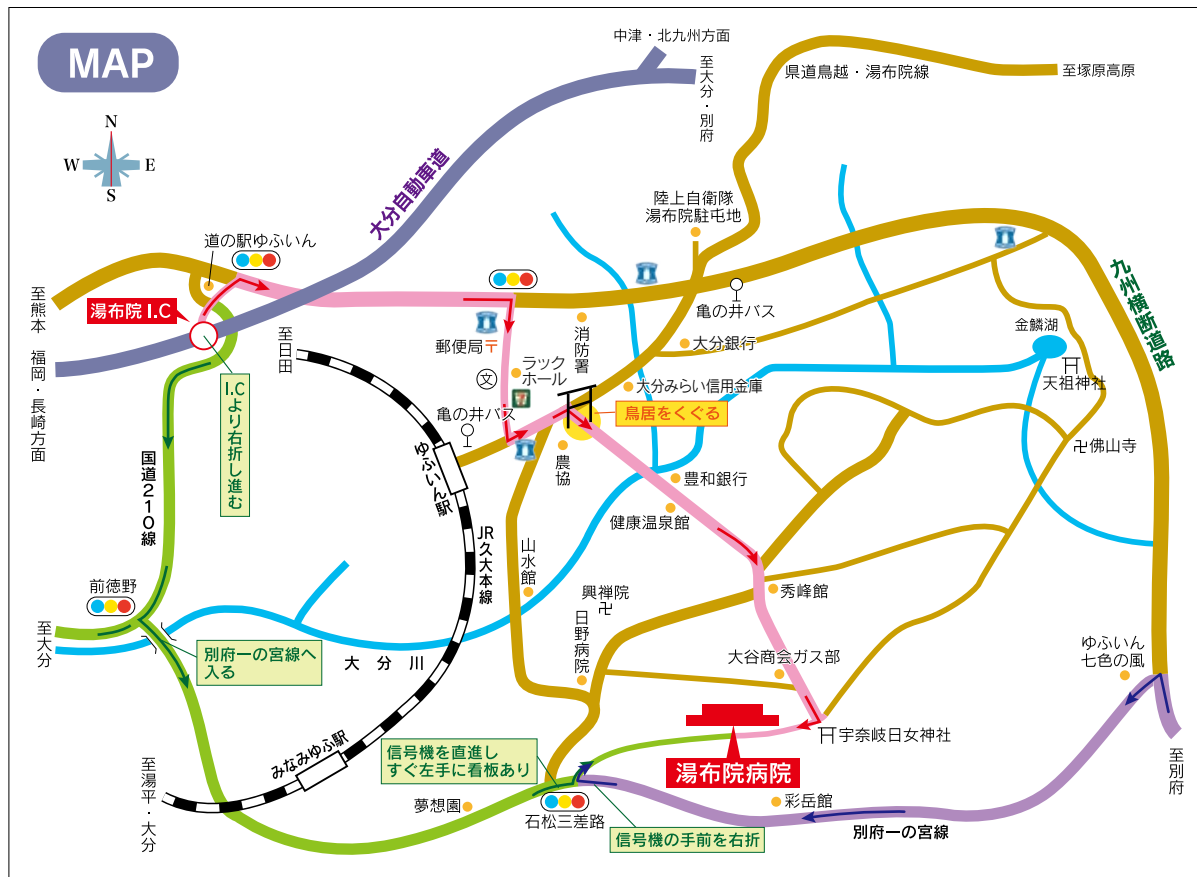 MAP
N
W
E
S
中津・北九州方面
至大分・別府
県道鳥越・湯布院線
至塚原高原
大分自動車道
陸上自衛隊
湯布院駐屯地
道の駅ゆふいん
至熊本
湯布院 I.C
福岡・長崎方面
I.Cより右折し進む
至日田
郵便局〒
文
ラック
ホール
7
消防署
亀の井バス
大分銀行
大分みらい信用金庫
鳥居をくぐる
亀の井バス
ゆふいん駅
農協
九州横断道路
金鱗湖
天祖神社
卍佛山寺
豊和銀行
健康温泉館
国道210線
JR久大本線
山水館
興禅院
卍
日野病院
秀峰館
前徳野
至大分
別府一の宮線へ
入る
大分川
大谷商会ガス部
ゆふいん
七色の風
宇奈岐日女神社
至別府
みなみゆふ駅
至湯平・大分
信号機を直進し
すぐ左手に看板あり
湯布院病院
夢想園
石松三差路
彩岳館
信号機の手前を右折
別府一の宮線